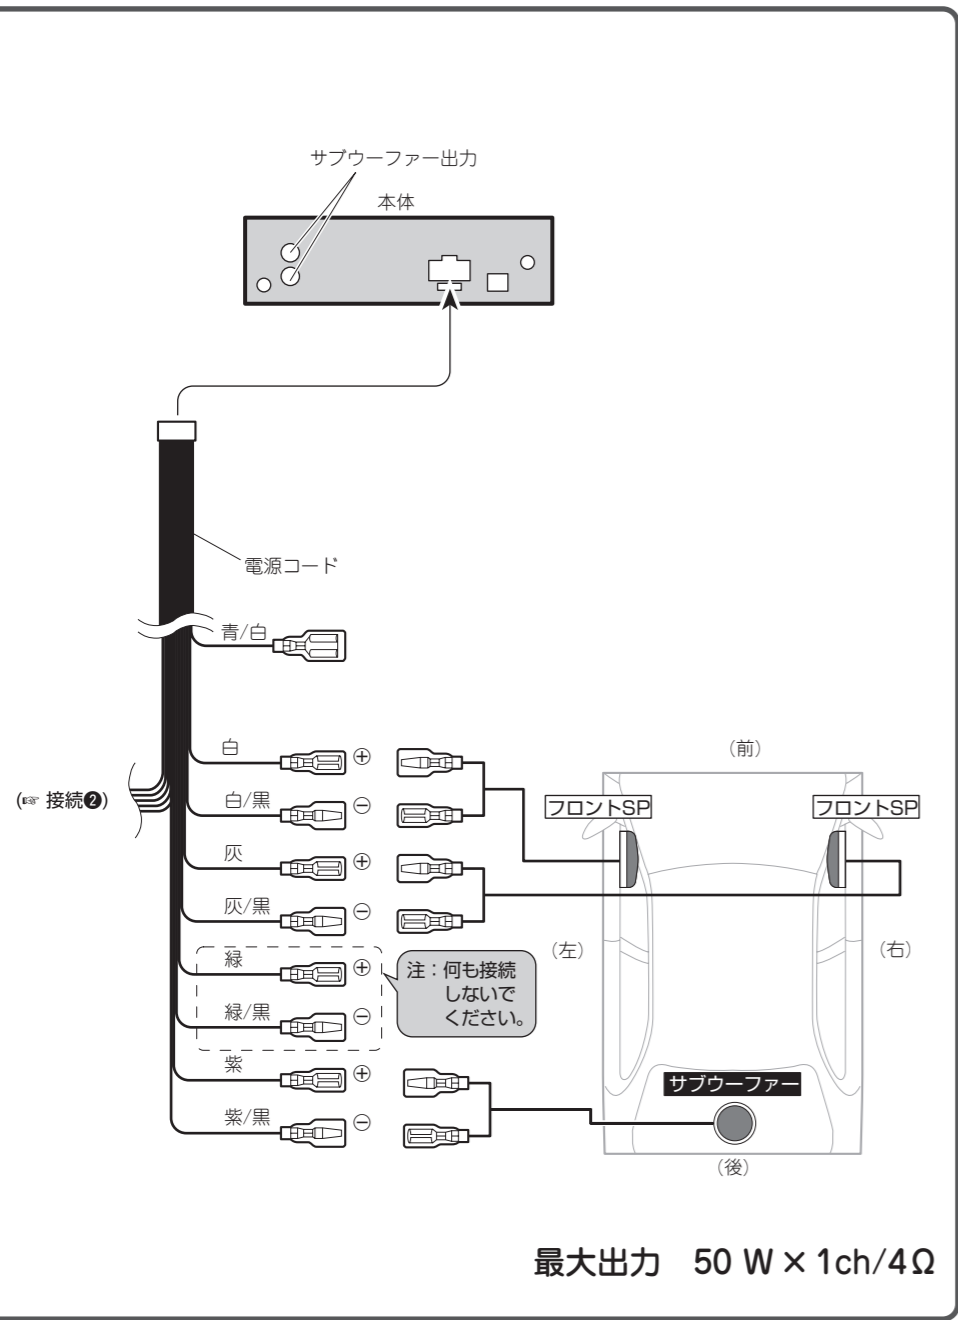 サブウーファー出力
本体
電源コード
青/白
白
⊕
(前)
(☞ 接続❷)
白/黒
⊖
フロントSP
フロントSP
灰
⊕
灰/黒
⊖
(左)
(右)
緑
⊕
注：何も接続
しないで
ください。
緑/黒
⊖
紫
⊕
サブウーファー
紫/黒
⊖
(後)
最大出力 50 W × 1ch/4Ω